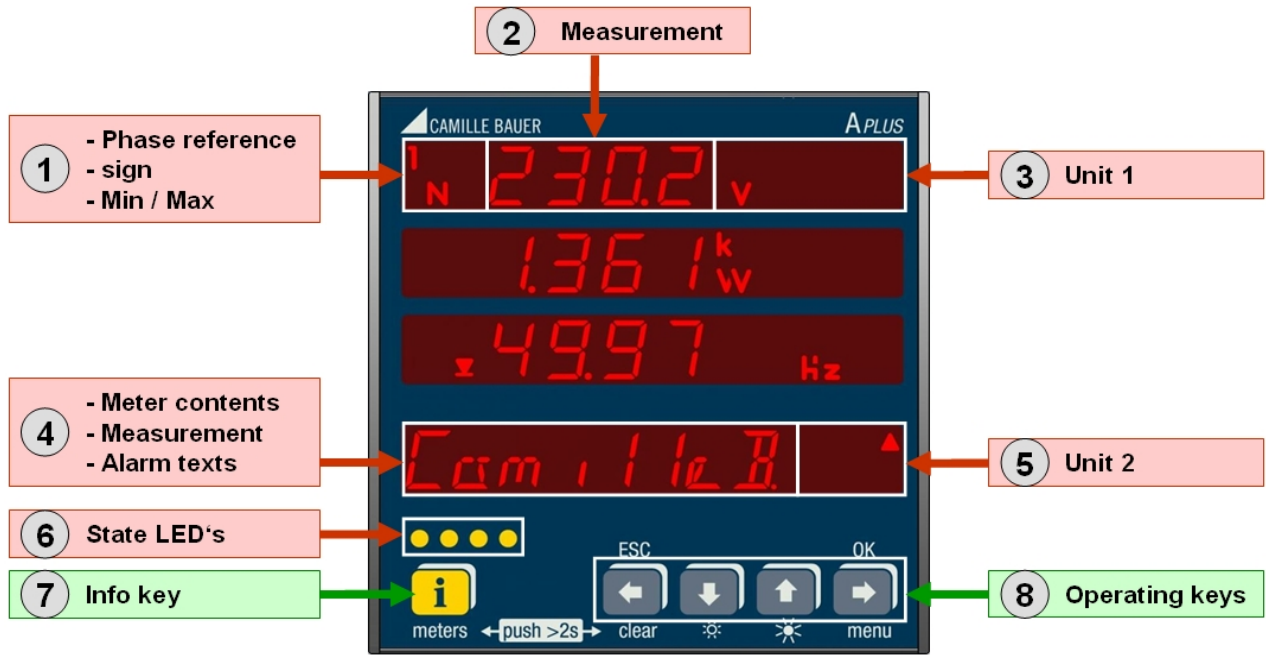 2 Measurement
CAMILLE BAUER
A PLUS
1 - Phase reference
- sign
- Min / Max
1
N 230.2 V
3 Unit 1
1.361 k
W
49.97 Hz
4 - Meter contents
- Measurement
- Alarm texts
Camille B.
5 Unit 2
6 State LED‘s
ESC
OK
7 Info key
i
8 Operating keys
meters
push >2s
clear
menu